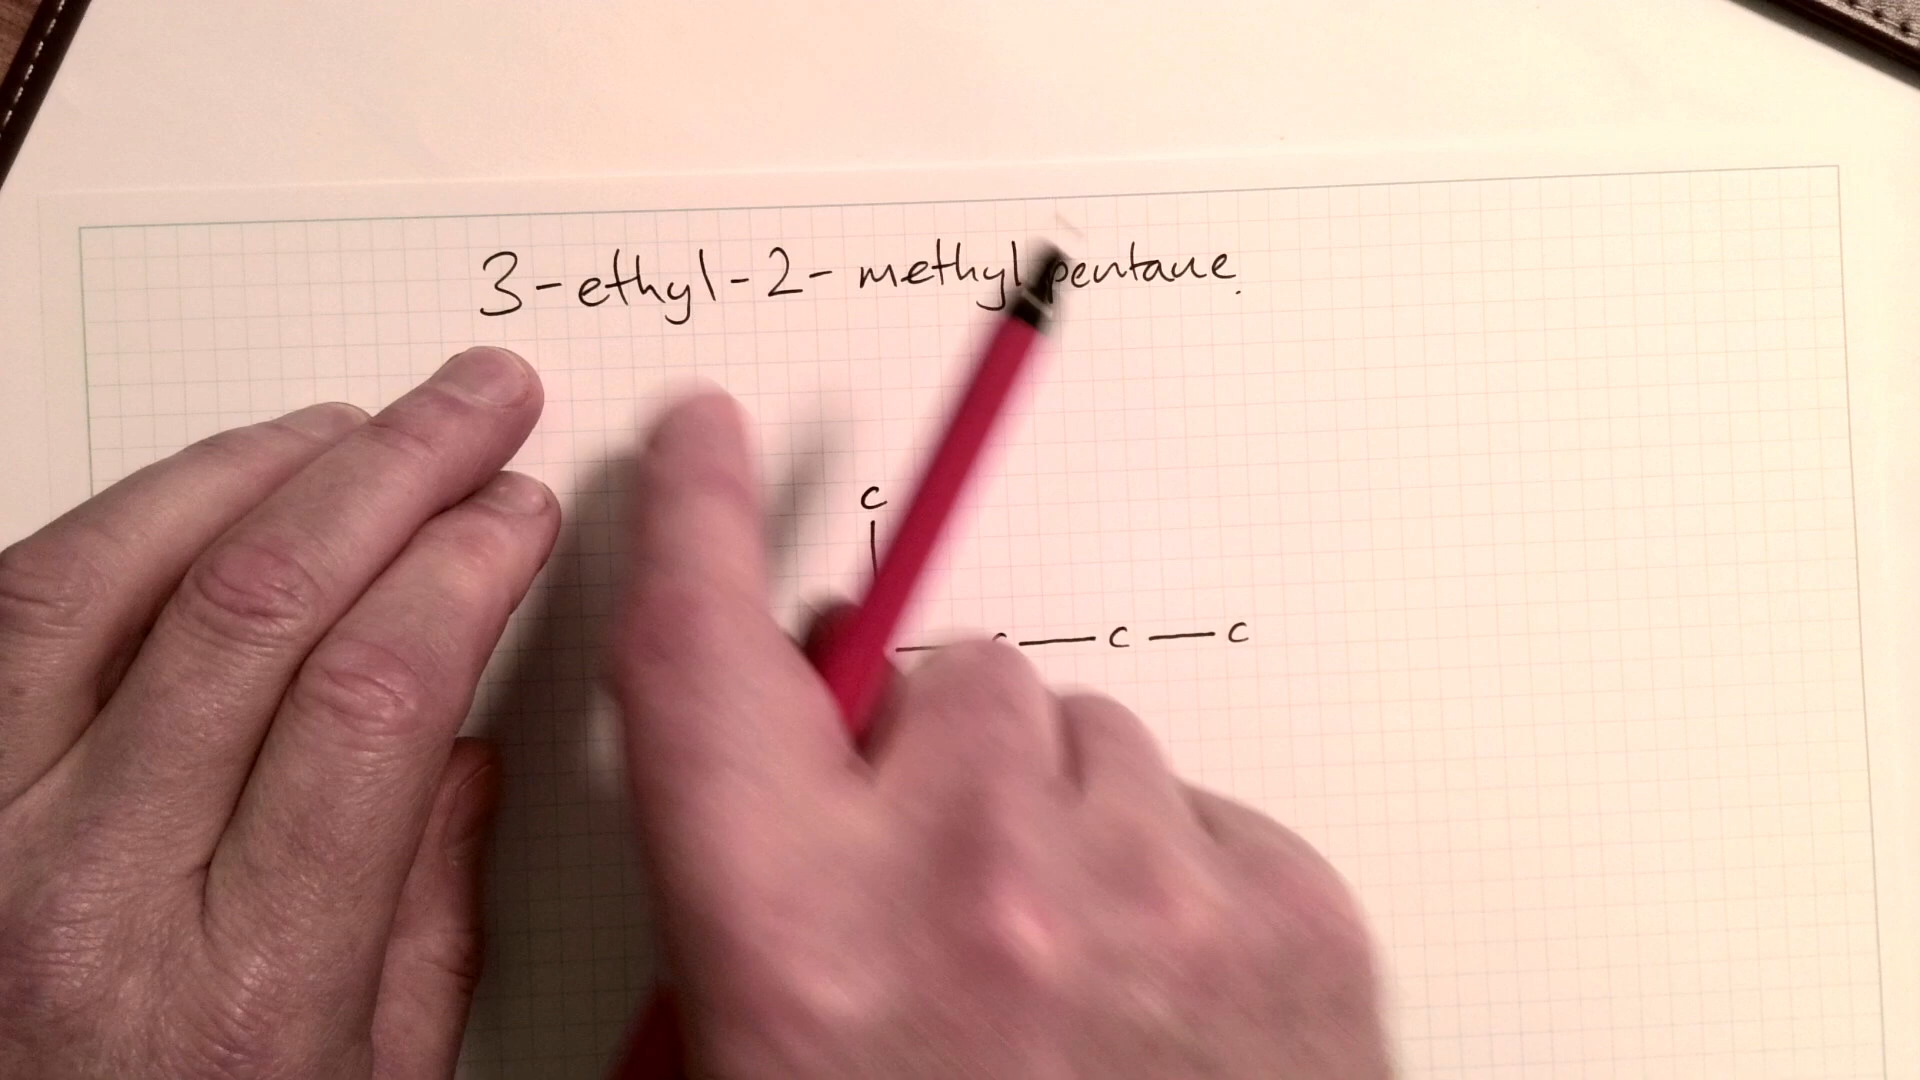 3-ethyl-2-methylpentane.
C
C — C — C